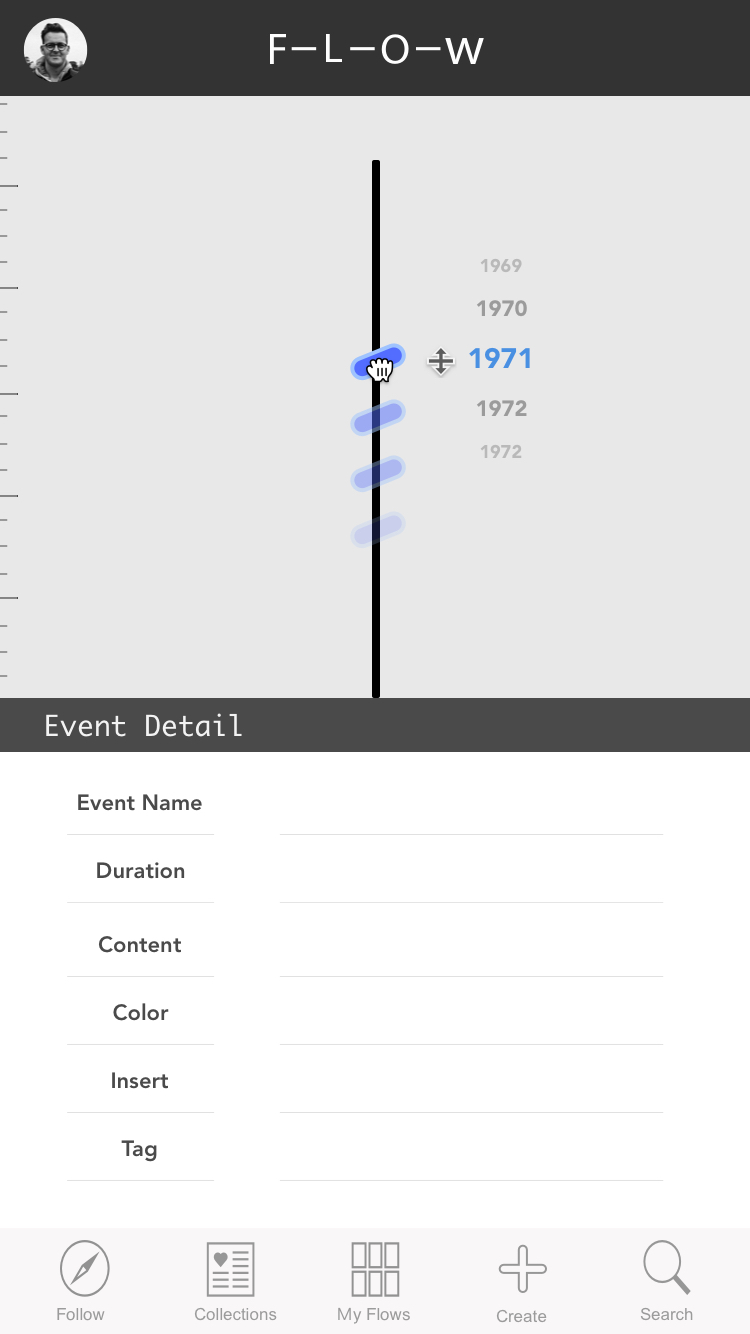 F—L—O—W
1969
1970
1971
1972
1972
Event Detail
Event Name
Duration
Content
Color
Insert
Tag
Follow
Collections
My Flows
Create
Search